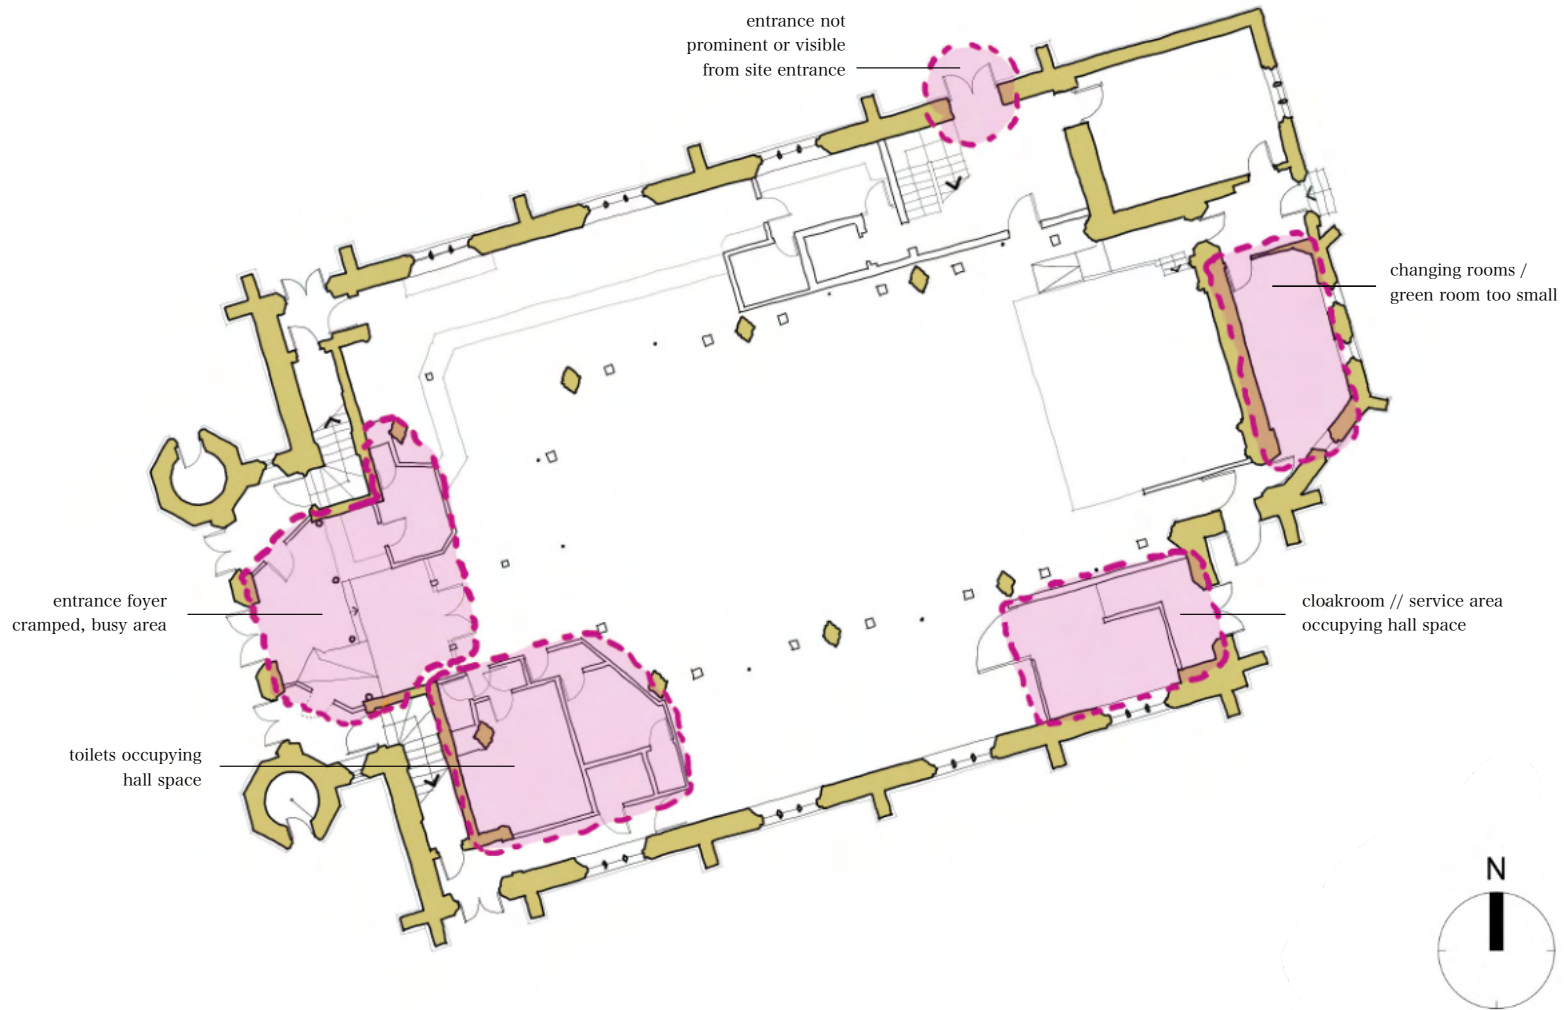 entrance not
prominent or visible
from site entrance
changing rooms /
green room too small
entrance foyer
cramped, busy area
cloakroom // service area
occupying hall space
toilets occupying
hall space
N